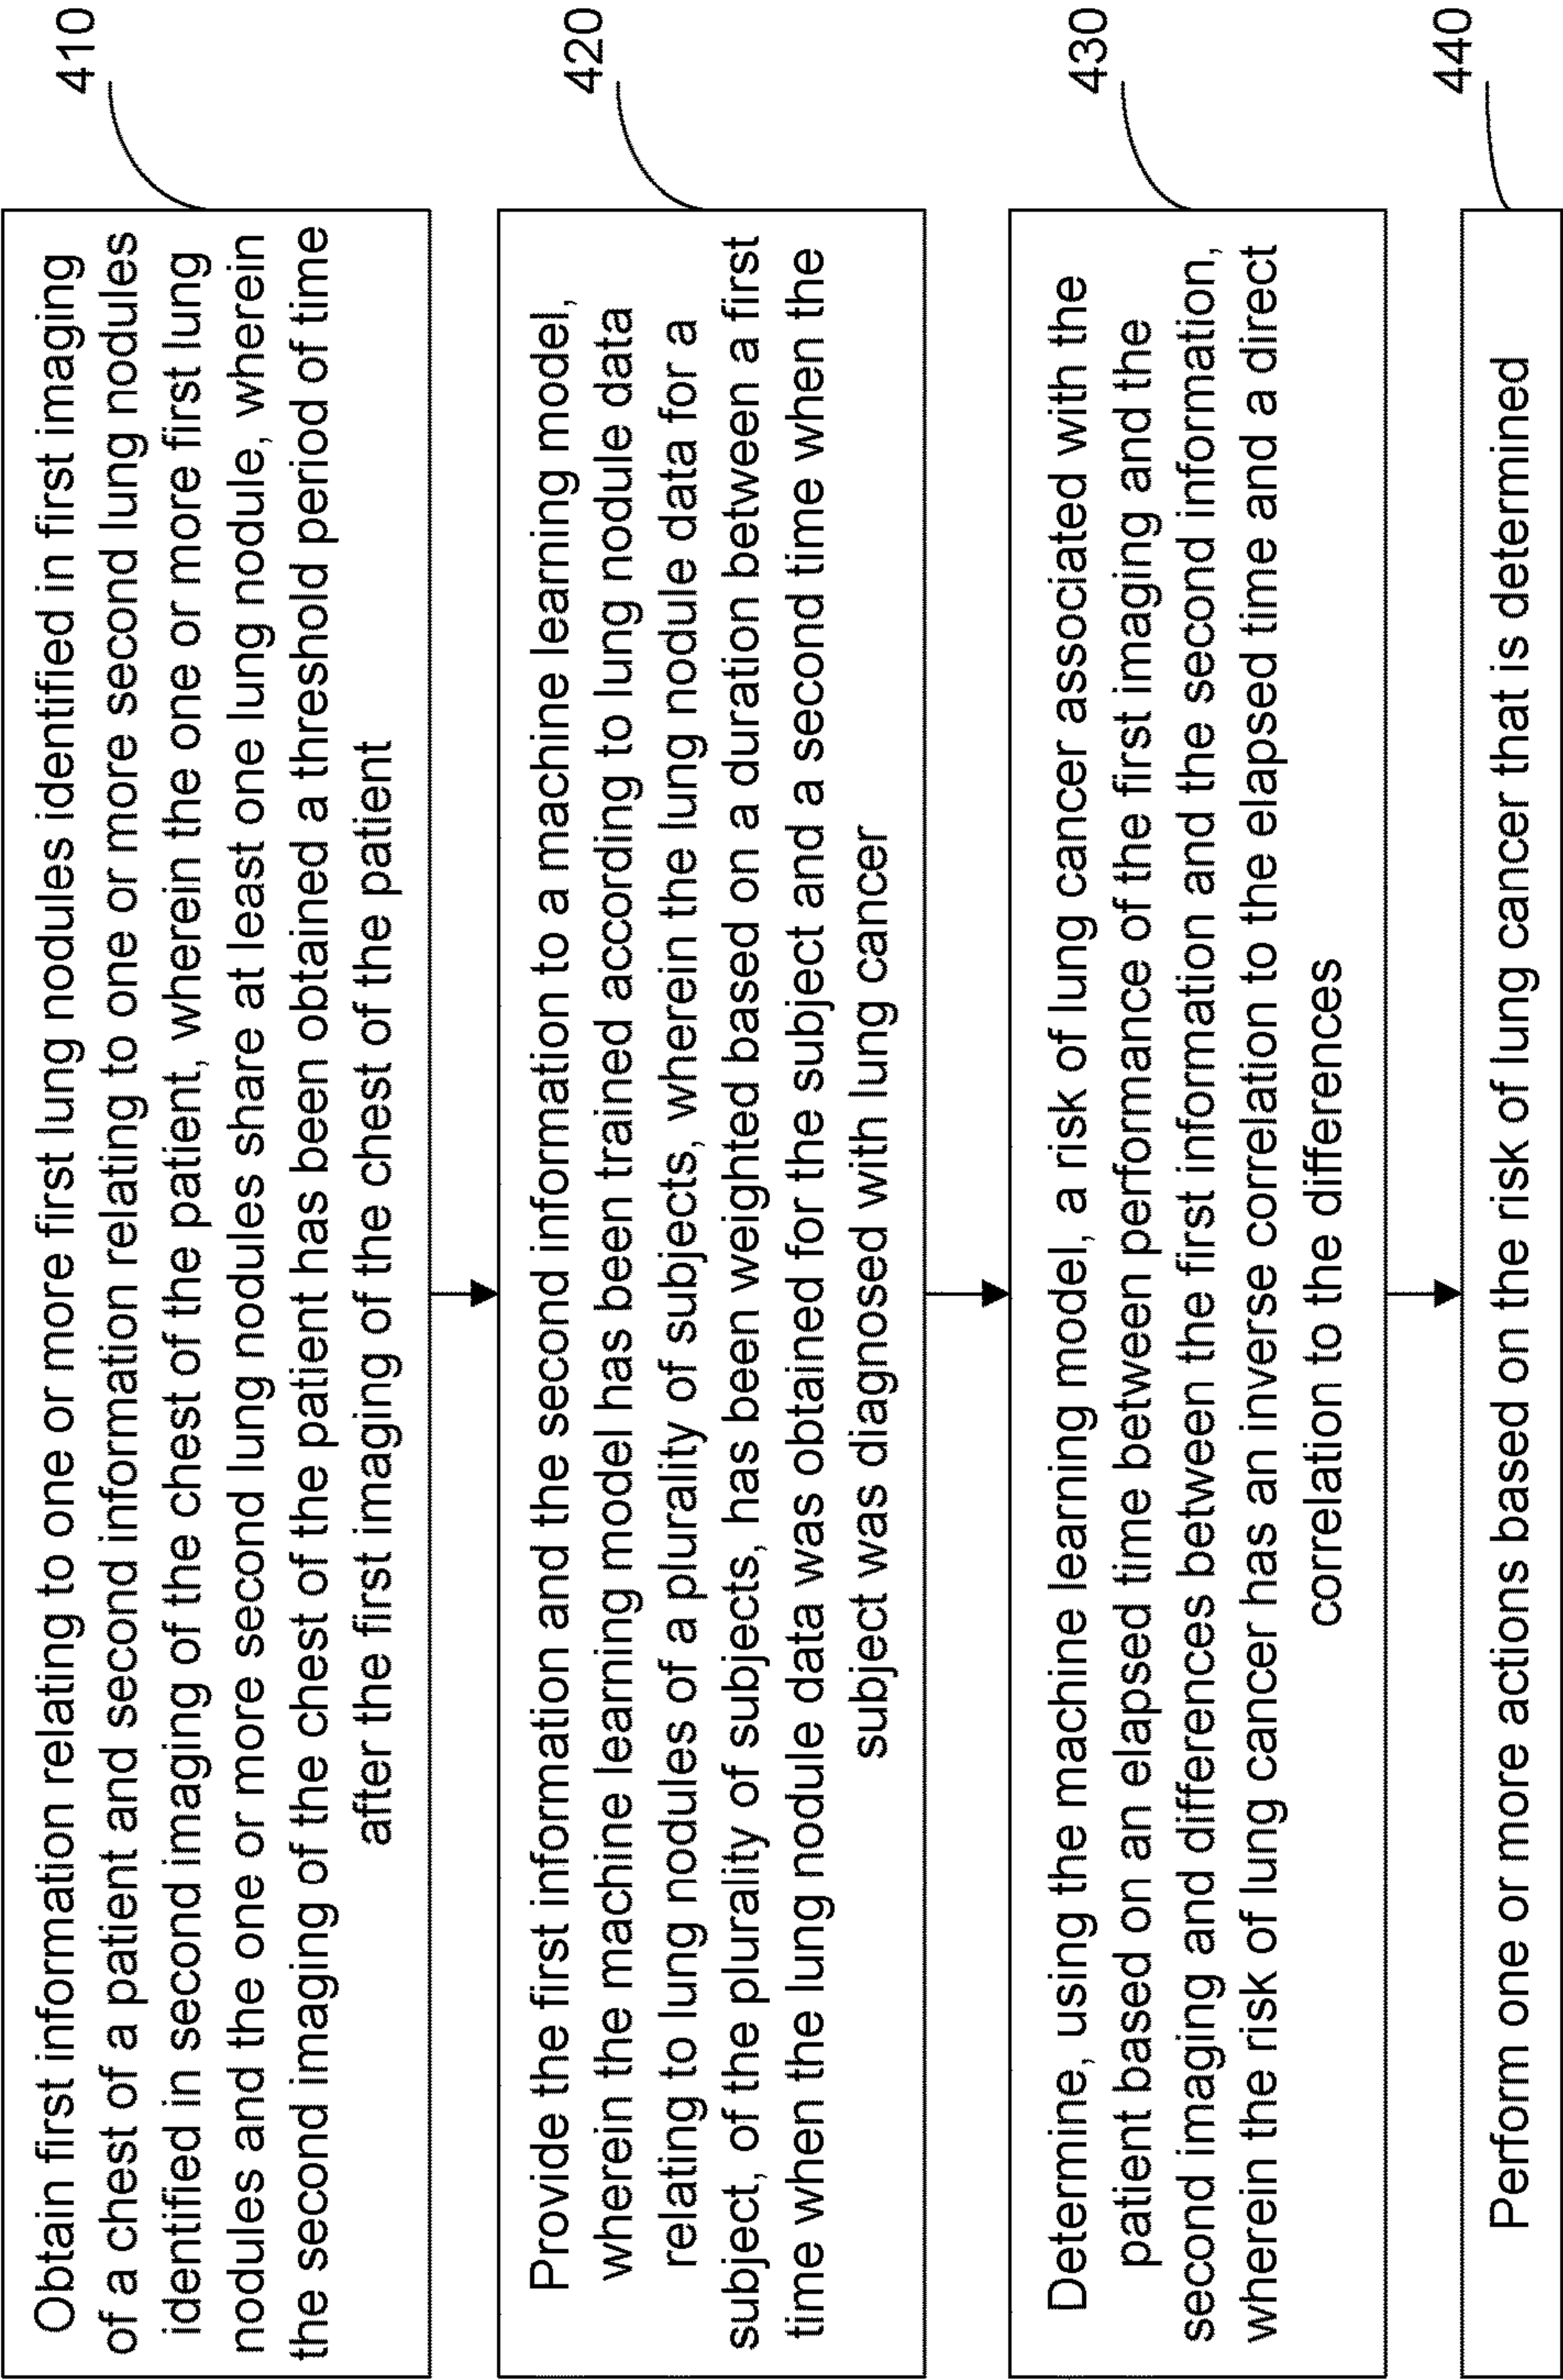 410
Obtain first information relating to one or more first lung nodules identified in first imaging
of a chest of a patient and second information relating to one or more second lung nodules
identified in second imaging of the chest of the patient, wherein the one or more first lung
nodules and the one or more second lung nodules share at least one lung nodule, wherein
the second imaging of the chest of the patient has been obtained a threshold period of time
after the first imaging of the chest of the patient
420
Provide the first information and the second information to a machine learning model,
wherein the machine learning model has been trained according to lung nodule data
relating to lung nodules of a plurality of subjects, wherein the lung nodule data for a
subject, of the plurality of subjects, has been weighted based on a duration between a first
time when the lung nodule data was obtained for the subject and a second time when the
subject was diagnosed with lung cancer
430
Determine, using the machine learning model, a risk of lung cancer associated with the
patient based on an elapsed time between performance of the first imaging and the
second imaging and differences between the first information and the second information,
wherein the risk of lung cancer has an inverse correlation to the elapsed time and a direct
correlation to the differences
440
Perform one or more actions based on the risk of lung cancer that is determined